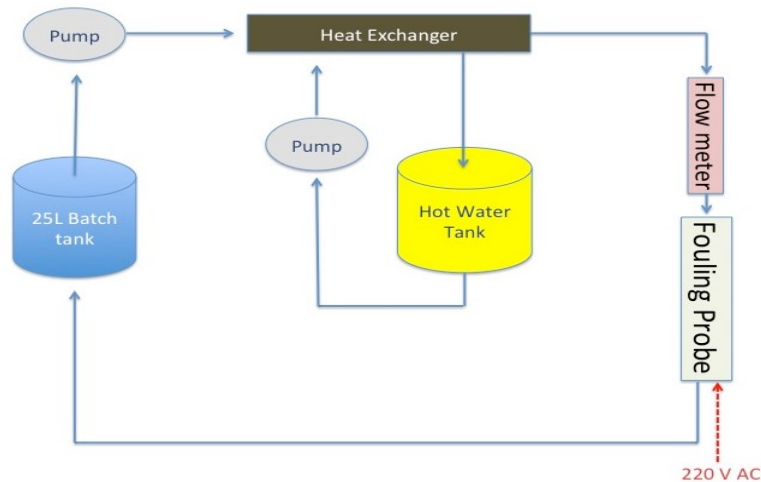 Pump
Heat Exchanger
Pump
Flow meter
25L Batch
tank
Hot Water
Tank
Fouling Probe
220 V AC